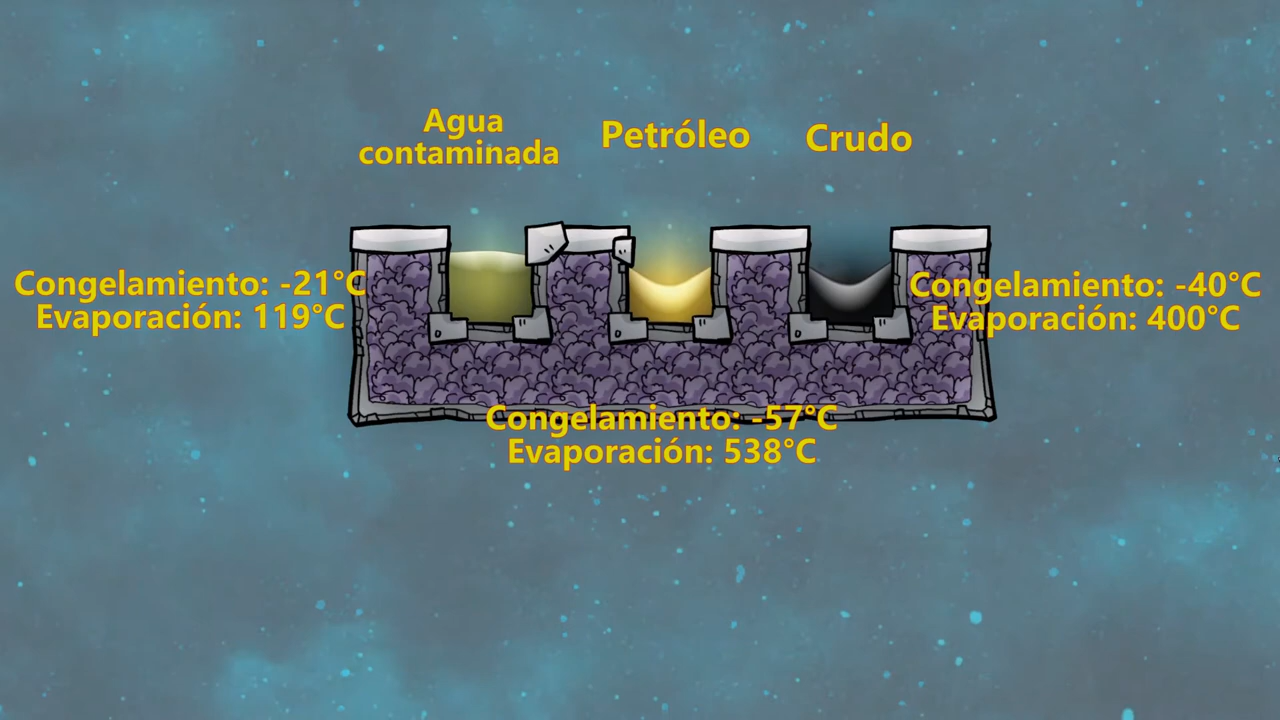 Agua
contaminada
Petróleo
Crudo
Congelamiento: -21°C
Evaporación: 119°C
Congelamiento: -40°C
Evaporación: 400°C
Congelamiento: -57°C
Evaporación: 538°C